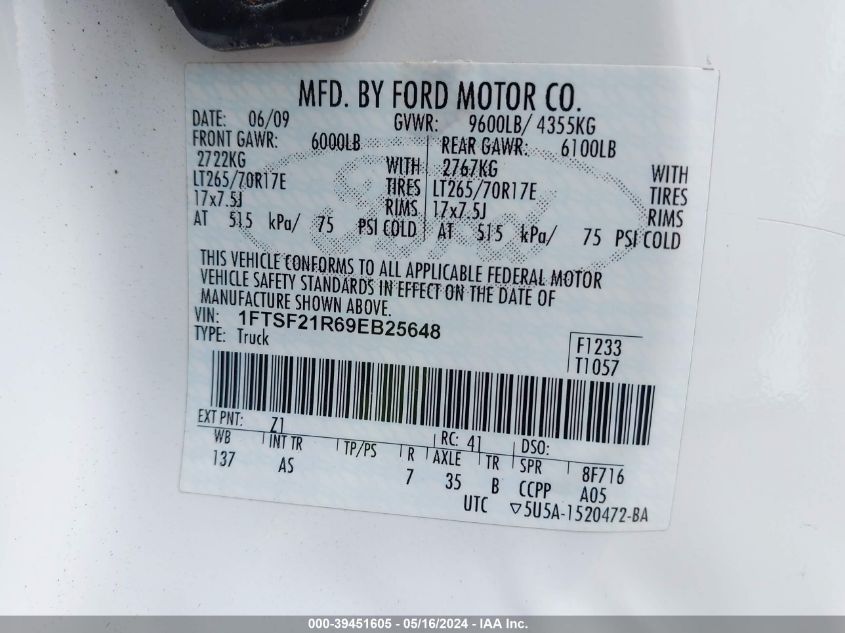 MFD. BY FORD MOTOR CO.
DATE: 06/09 GVWR: 9600LB/ 4355KG
FRONT GAWR: 6000LB REAR GAWR: 6100LB
2722KG WITH 2767KG WITH
LT265/70R17E TIRES LT265/70R17E TIRES
17x7.5J RIMS 17x7.5J RIMS
AT 515 kPa/ 75 PSI COLD AT 515 kPa/ 75 PSI COLD
Ford
THIS VEHICLE CONFORMS TO ALL APPLICABLE FEDERAL MOTOR
VEHICLE SAFETY STANDARDS IN EFFECT ON THE DATE OF
MANUFACTURE SHOWN ABOVE.
VIN: 1FTSF21R69EB25648
TYPE: Truck
F1233
T1057
EXT PNT: Z1 RC: 41 DSO:
WB INT TR TP/PS R AXLE TR SPR 8F716
137 AS 7 35 B CCPP A05
UTC ▽5U5A-1520472-BA
000-39451605 - 05/16/2024 - IAA Inc.